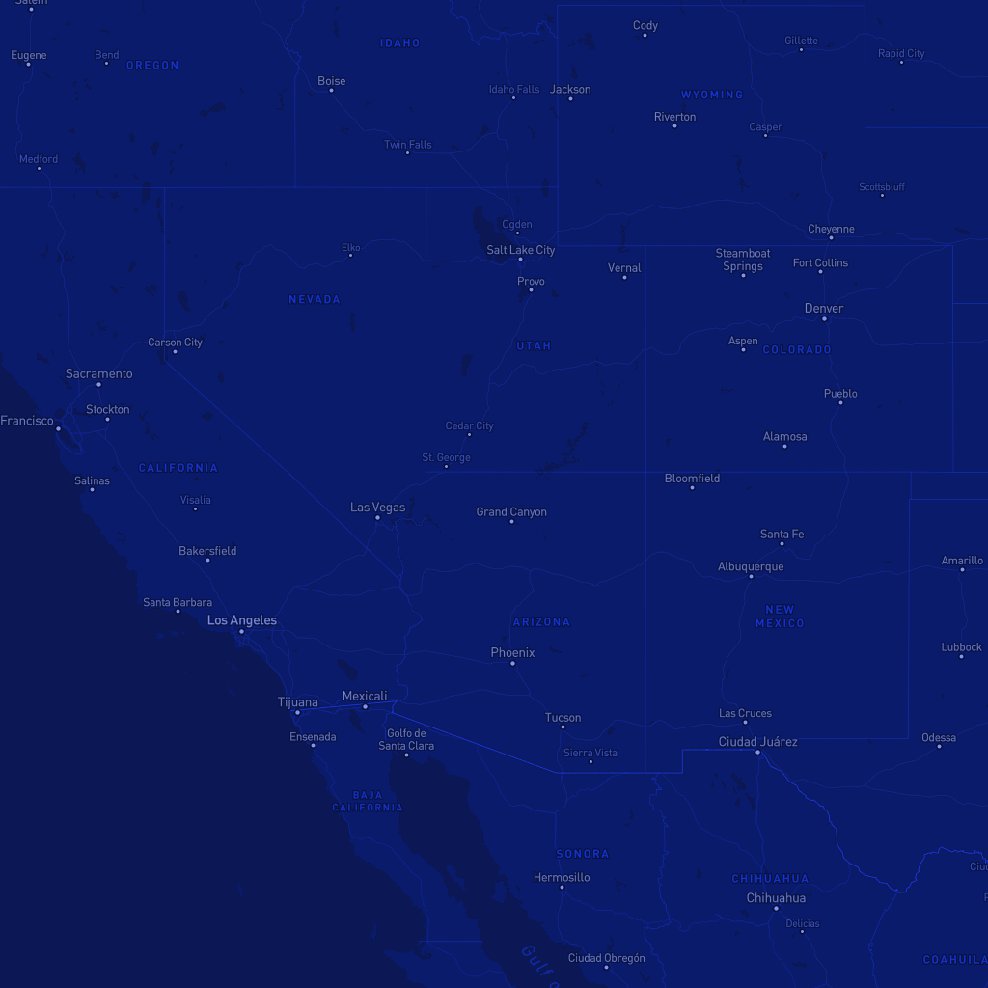 Salem
Cody
IDAHO
Gillette
Eugene
Bend
Rapid City
OREGON
Boise
Idaho Falls
Jackson
WYOMING
Riverton
Casper
Twin Falls
Medford
Scottsbluff
Ogden
Cheyenne
Elko
Salt Lake City
Steamboat
Springs
Fort Collins
Vernal
Provo
NEVADA
Denver
Carson City
UTAH
Aspen
COLORADO
Sacramento
Pueblo
Stockton
Francisco
Cedar City
Alamosa
St. George
CALIFORNIA
Salinas
Bloomfield
Visalia
Las Vegas
Grand Canyon
Santa Fe
Bakersfield
Albuquerque
Amarillo
Santa Barbara
Los Angeles
ARIZONA
NEW
MEXICO
Phoenix
Lubbock
Mexicali
Tijuana
Tucson
Las Cruces
Ensenada
Golfo de
Santa Clara
Sierra Vista
Ciudad Juárez
Odessa
BAJA
CALIFORNIA
SONORA
Hermosillo
CHIHUAHUA
Chihuahua
Delicias
Ciudad Obregón
Gulf
COAHUILA